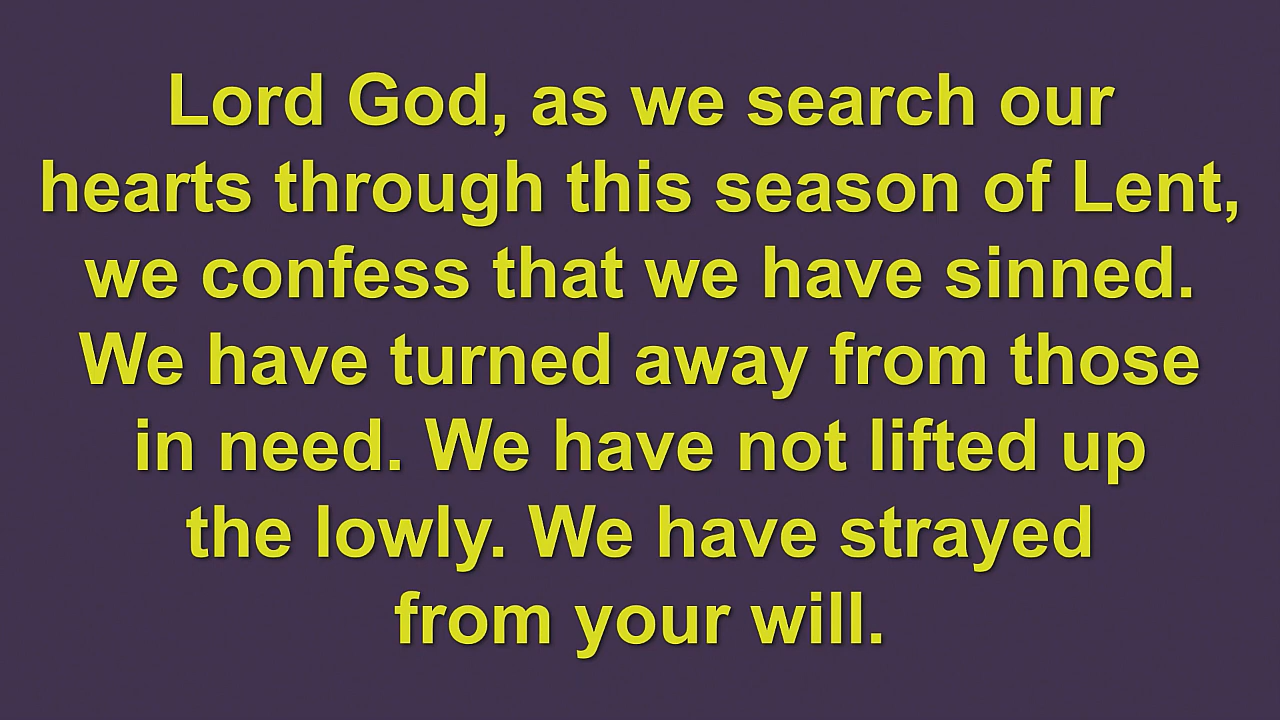 Lord God, as we search our
hearts through this season of Lent,
we confess that we have sinned.
We have turned away from those
in need. We have not lifted up
the lowly. We have strayed
from your will.